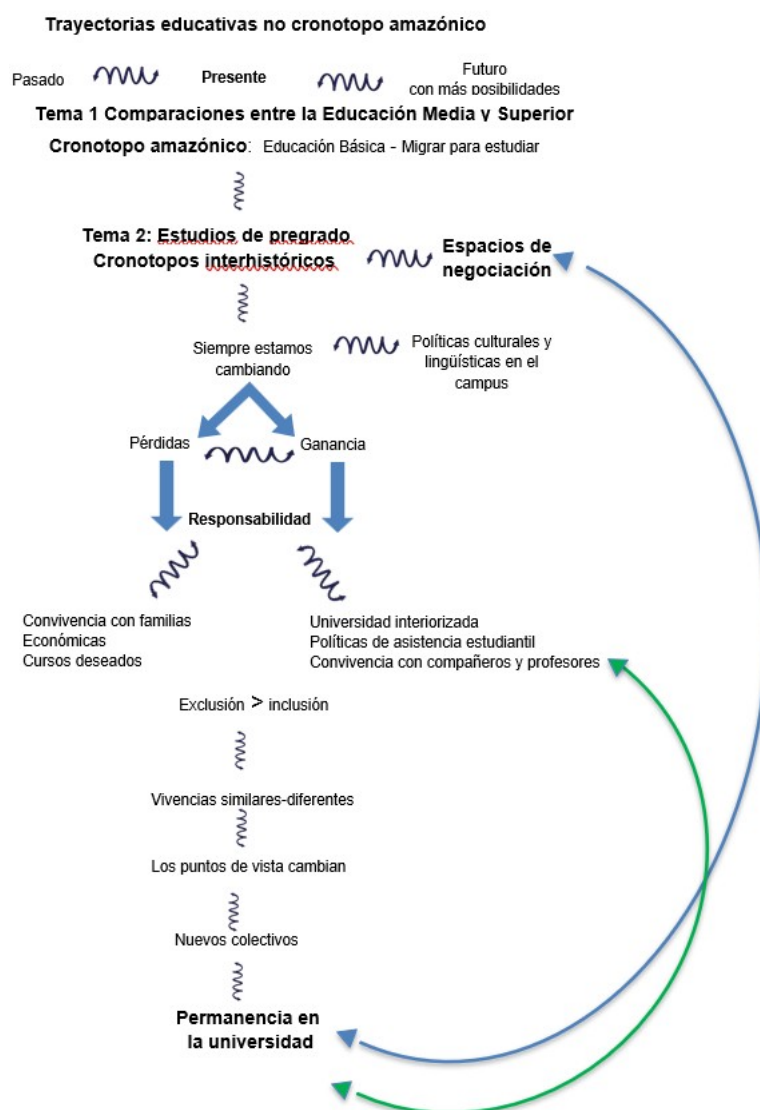 Trayectorias educativas no cronotopo amazónico
Pasado
Presente
Futuro
con más posibilidades
Tema 1 Comparaciones entre la Educación Media y Superior
Cronotopo amazónico: Educación Básica - Migrar para estudiar
Tema 2: Estudios de pregrado
Cronotopos interhistóricos
Espacios de
negociación
Siempre estamos
cambiando
Políticas culturales y
lingüísticas en el
campus
Pérdidas
Ganancia
Responsabilidad
Convivencia con familias
Económicas
Cursos deseados
Universidad interiorizada
Políticas de asistencia estudiantil
Convivencia con compañeros y profesores
Exclusión > inclusión
Vivencias similares-diferentes
Los puntos de vista cambian
Nuevos colectivos
Permanencia en
la universidad